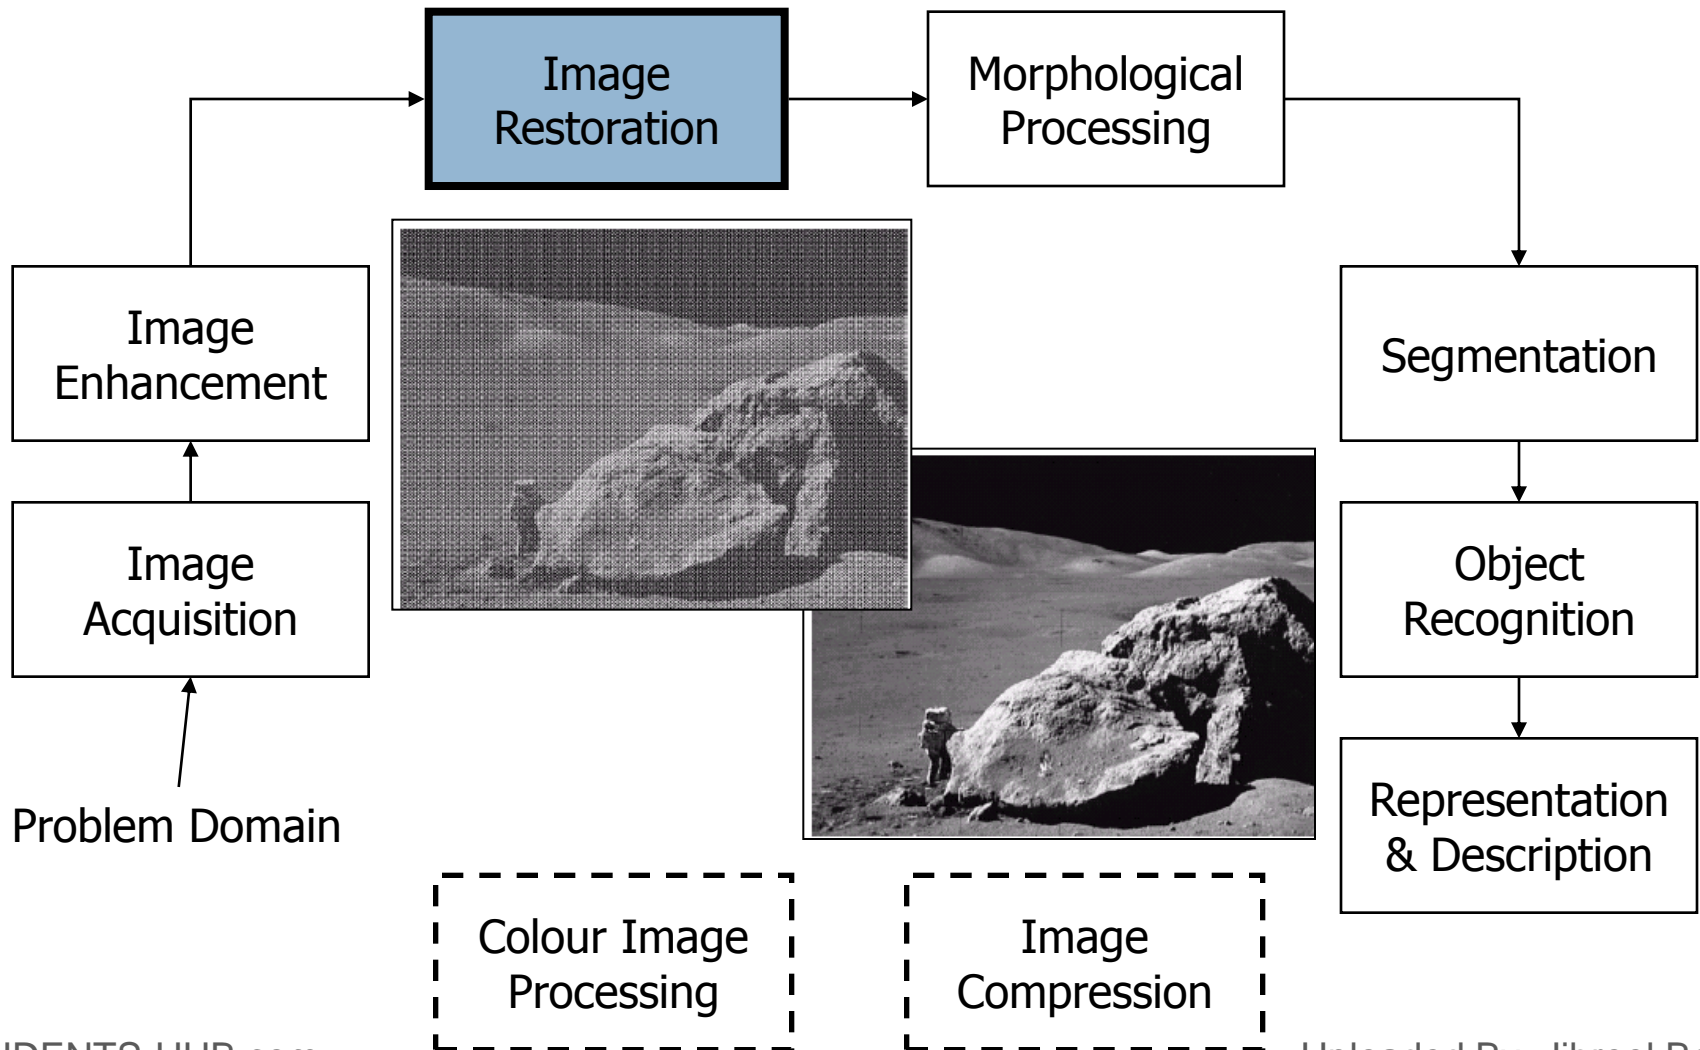 Image
Restoration
Morphological
Processing
Image
Enhancement
Segmentation
Image
Acquisition
Object
Recognition
Problem Domain
Representation
& Description
Colour Image
Processing
Image
Compression